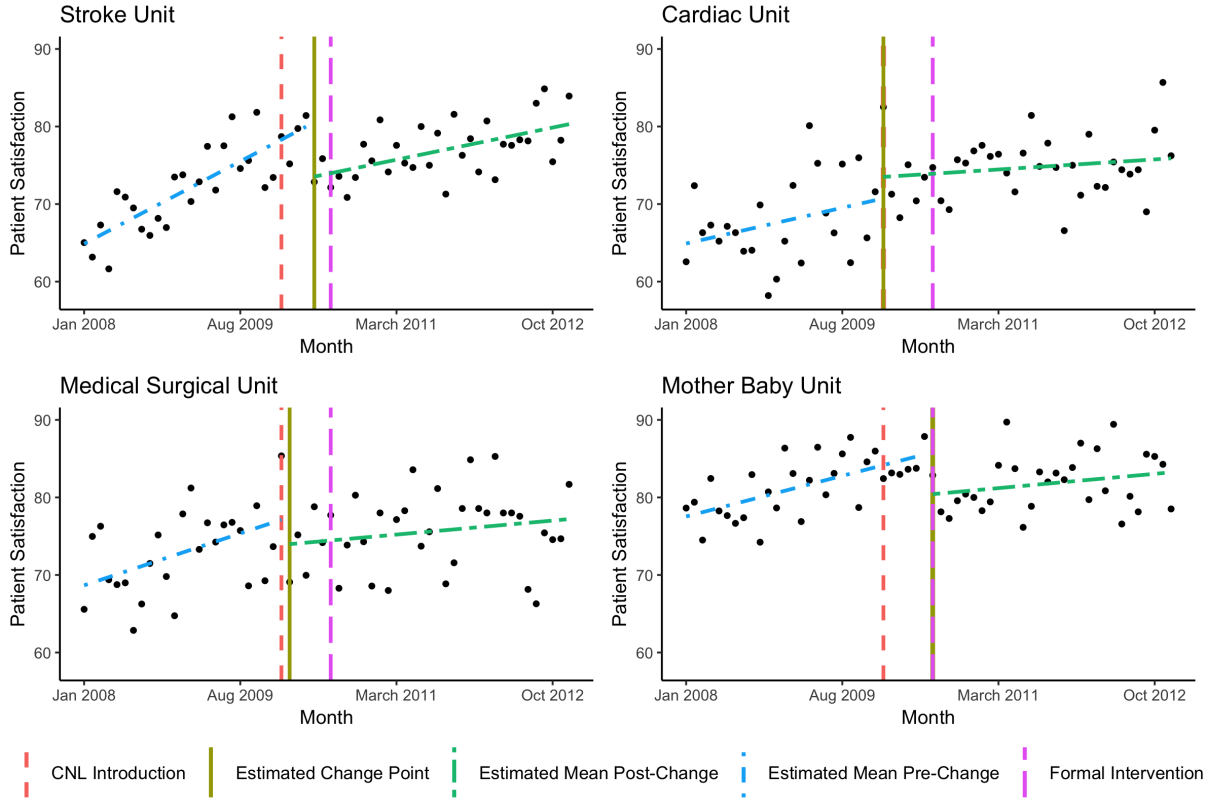 Stroke Unit
Patient Satisfaction
90
80
70
60
Jan 2008 Aug 2009 March 2011 Oct 2012
Month
Cardiac Unit
Patient Satisfaction
90
80
70
60
Jan 2008 Aug 2009 March 2011 Oct 2012
Month
Medical Surgical Unit
Patient Satisfaction
90
80
70
60
Jan 2008 Aug 2009 March 2011 Oct 2012
Month
Mother Baby Unit
Patient Satisfaction
90
80
70
60
Jan 2008 Aug 2009 March 2011 Oct 2012
Month
CNL Introduction Estimated Change Point Estimated Mean Post-Change Estimated Mean Pre-Change Formal Intervention